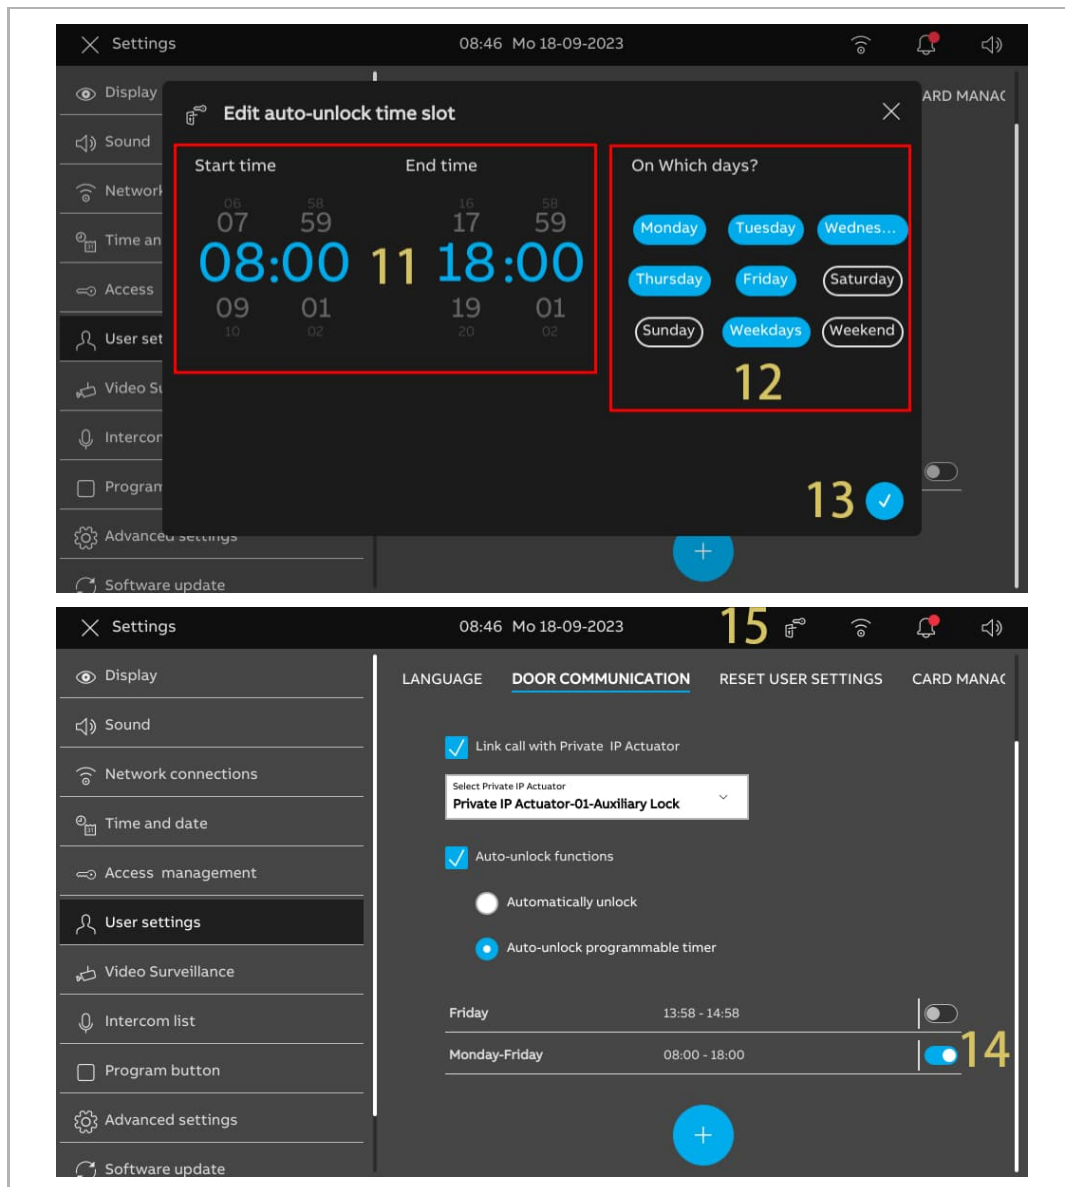 Settings 08:46 Mo 18-09-2023
Display ARD MANAC
Edit auto-unlock time slot
Sound
Start time End time On Which days?
Network
06 58 16 58
07 59 17 59
Monday Tuesday Wednes...
Time an
08:00 11 18:00
Thursday Friday Saturday
Access
09 01 19 01
10 02 20 02
Sunday Weekdays Weekend
User set
12
Video Su
Intercor
Program
13
Advanced settings
+
Software update
Settings 08:46 Mo 18-09-2023 15
Display LANGUAGE DOOR COMMUNICATION RESET USER SETTINGS CARD MANAC
Sound
Link call with Private IP Actuator
Network connections
Select Private IP Actuator
Private IP Actuator-01-Auxiliary Lock
Time and date
Auto-unlock functions
Access management
Automatically unlock
User settings
Auto-unlock programmable timer
Video Surveillance
Friday 13:58 - 14:58
Intercom list
Monday-Friday 08:00 - 18:00 14
Program button
Advanced settings
+
Software update